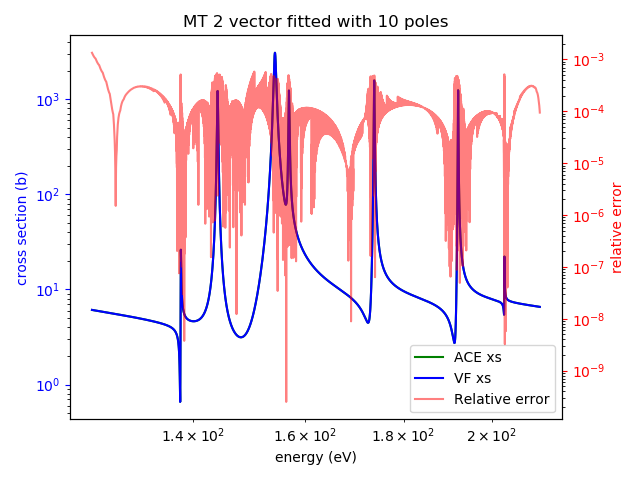 MT 2 vector fitted with 10 poles
cross section (b)
10³
10²
10¹
10⁰
10⁻³
10⁻⁴
10⁻⁵
10⁻⁶
10⁻⁷
10⁻⁸
10⁻⁹
relative error
ACE xs
VF xs
Relative error
1.4 × 10² 1.6 × 10² 1.8 × 10² 2 × 10²
energy (eV)